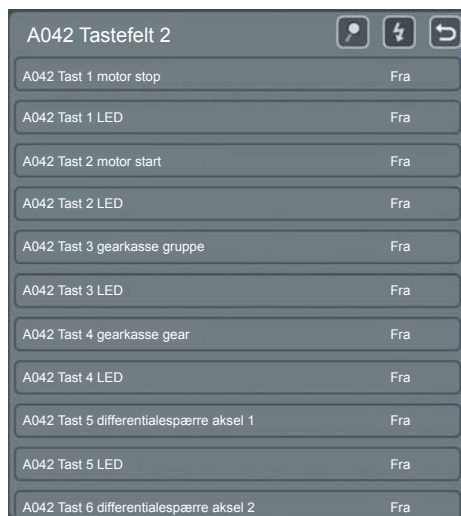 A042 Tastefelt 2
A042 Tast 1 motor stop Fra
A042 Tast 1 LED Fra
A042 Tast 2 motor start Fra
A042 Tast 2 LED Fra
A042 Tast 3 gearkasse gruppe Fra
A042 Tast 3 LED Fra
A042 Tast 4 gearkasse gear Fra
A042 Tast 4 LED Fra
A042 Tast 5 differentialespærre aksel 1 Fra
A042 Tast 5 LED Fra
A042 Tast 6 differentialespærre aksel 2 Fra